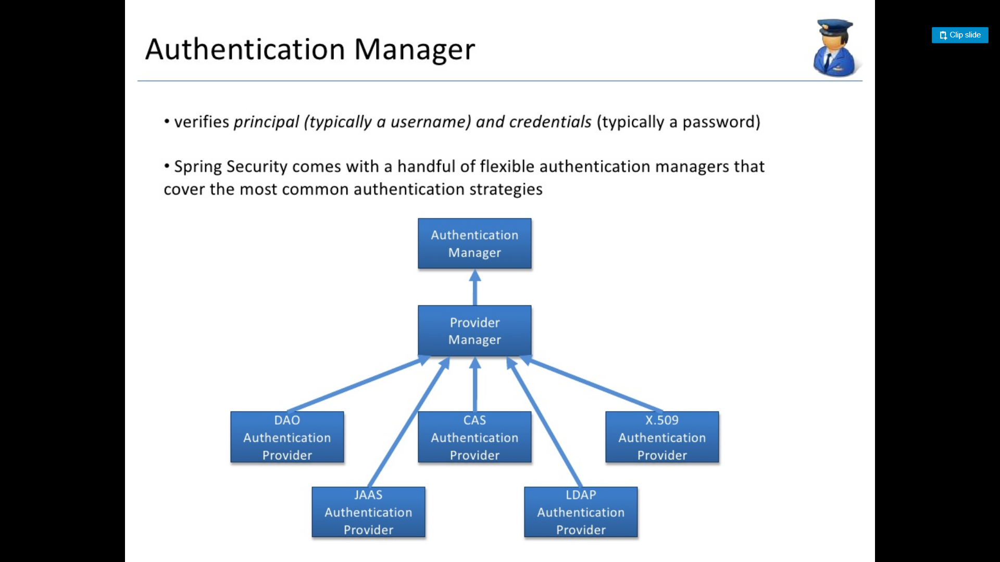 Authentication Manager
Clip slide
• verifies principal (typically a username) and credentials (typically a password)
• Spring Security comes with a handful of flexible authentication managers that
cover the most common authentication strategies
Authentication
Manager
Provider
Manager
DAO
Authentication
Provider
CAS
Authentication
Provider
X.509
Authentication
Provider
JAAS
Authentication
Provider
LDAP
Authentication
Provider